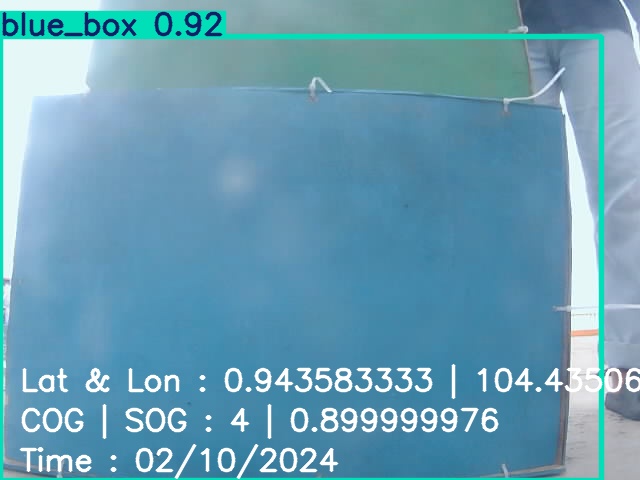 blue_box 0.92
Lat & Lon : 0.943583333 | 104.43506
COG | SOG : 4 | 0.899999976
Time : 02/10/2024